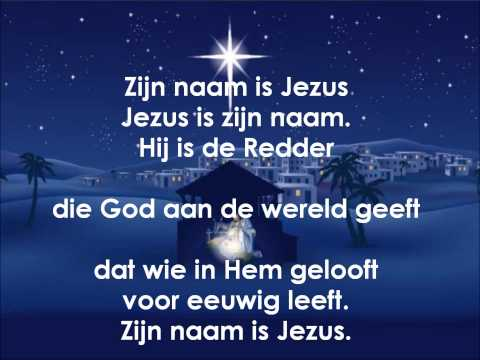 Zijn naam is Jezus
Jezus is zijn naam.
Hij is de Redder
die God aan de wereld geeft
dat wie in Hem gelooft
voor eeuwig leeft.
Zijn naam is Jezus.